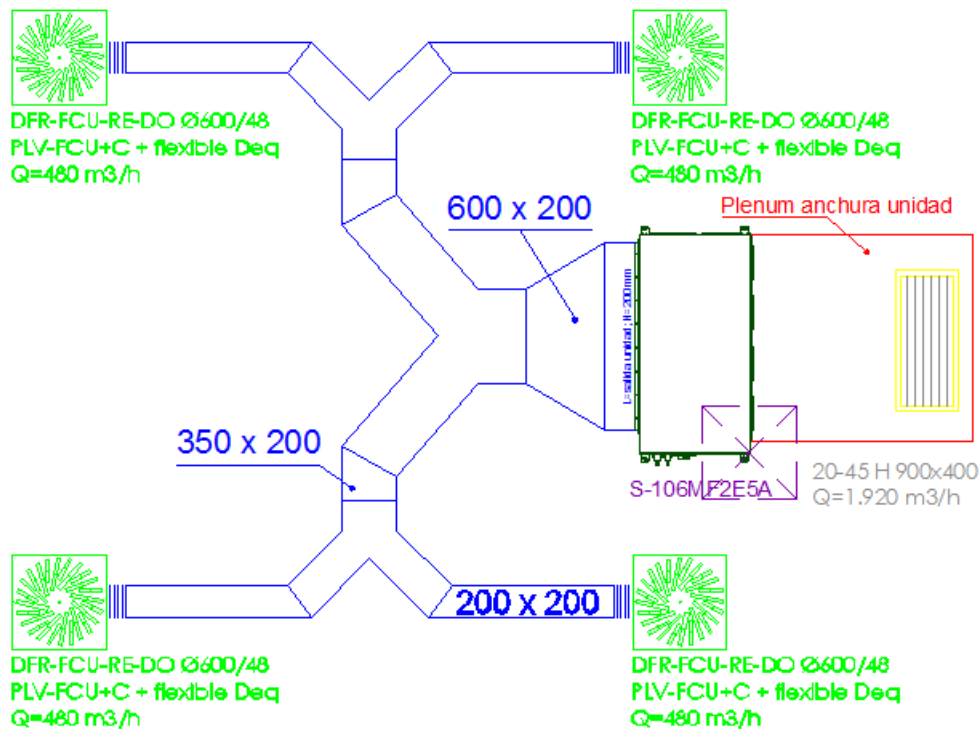 DFR-FCU-RE-DO Ø600/48
PLV-FCU+C + flexible Deq
Q=480 m3/h
DFR-FCU-RE-DO Ø600/48
PLV-FCU+C + flexible Deq
Q=480 m3/h
600 x 200
Plenum anchura unidad
L=salida unidad; H=200mm
350 x 200
S-106MF2E5A
20-45 H 900x400
Q=1.920 m3/h
200 x 200
DFR-FCU-RE-DO Ø600/48
PLV-FCU+C + flexible Deq
Q=480 m3/h
DFR-FCU-RE-DO Ø600/48
PLV-FCU+C + flexible Deq
Q=480 m3/h